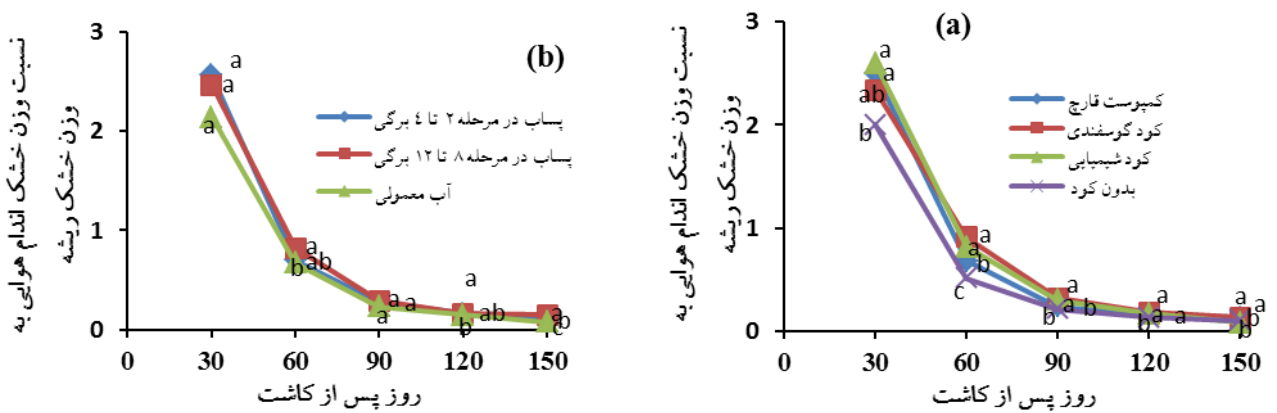 (a)
نسبت وزن خشک اندام هوایی به
وزن خشک ریشه
3
2
1
0
کمپوست قارچ
کود گوسفندی
کود شیمیایی
بدون کود
a
a
ab
b
a
a
b
c
a
a b
b
a
a a
b
a a
b
b
0 30 60 90 120 150
روز پس از کاشت
(b)
نسبت وزن خشک اندام هوایی به
وزن خشک ریشه
3
2
1
0
پساب در مرحله ۲ تا ٤ برگی
پساب در مرحله ۸ تا ۱۲ برگی
آب معمولی
a
a
a
a
ab
b
a a
a
a
ab
b
a
b
c
0 30 60 90 120 150
روز پس از کاشت